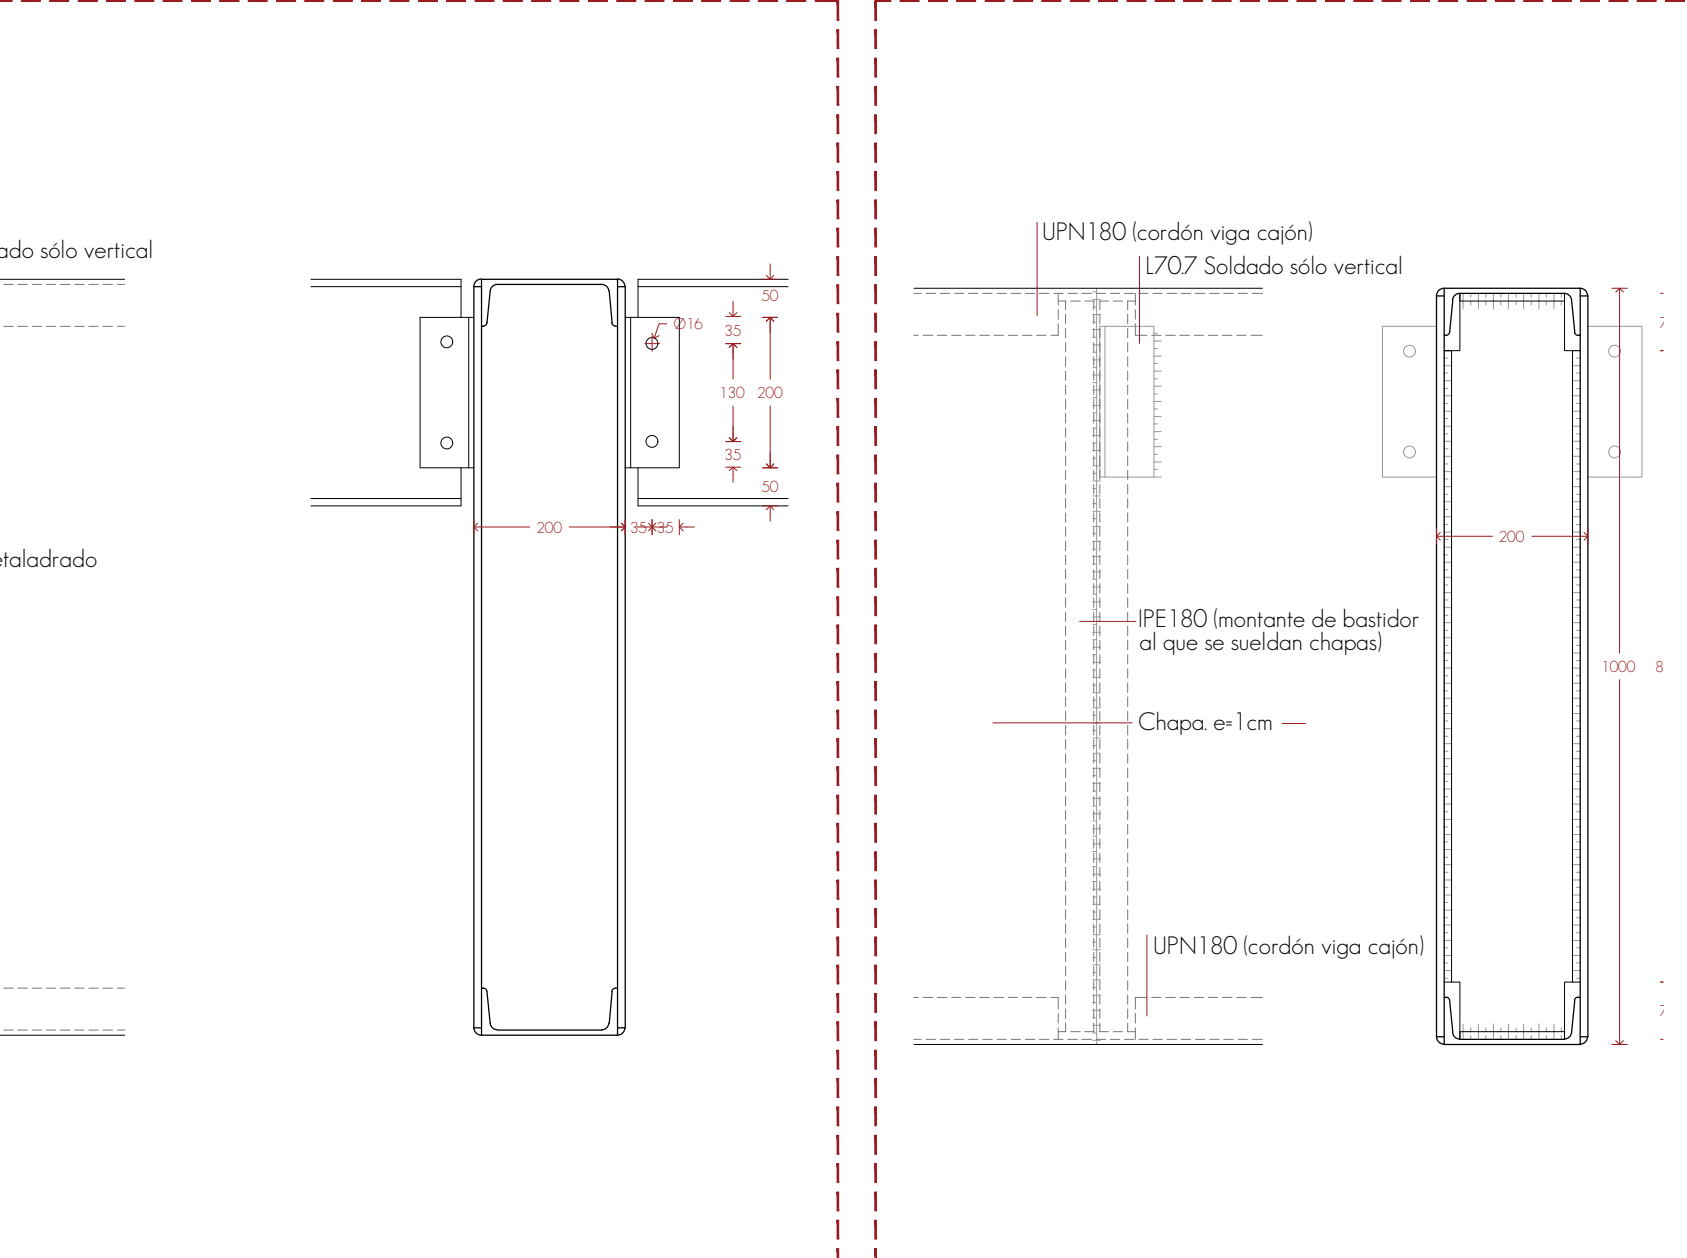 ado sólo vertical
50
Ø16
35
130
200
35
50
200
35
35
etaladrado
UPN180 (cordón viga cajón)
L70.7 Soldado sólo vertical
200
IPE180 (montante de bastidor
al que se sueldan chapas)
1000
8
Chapa. e=1cm
UPN180 (cordón viga cajón)